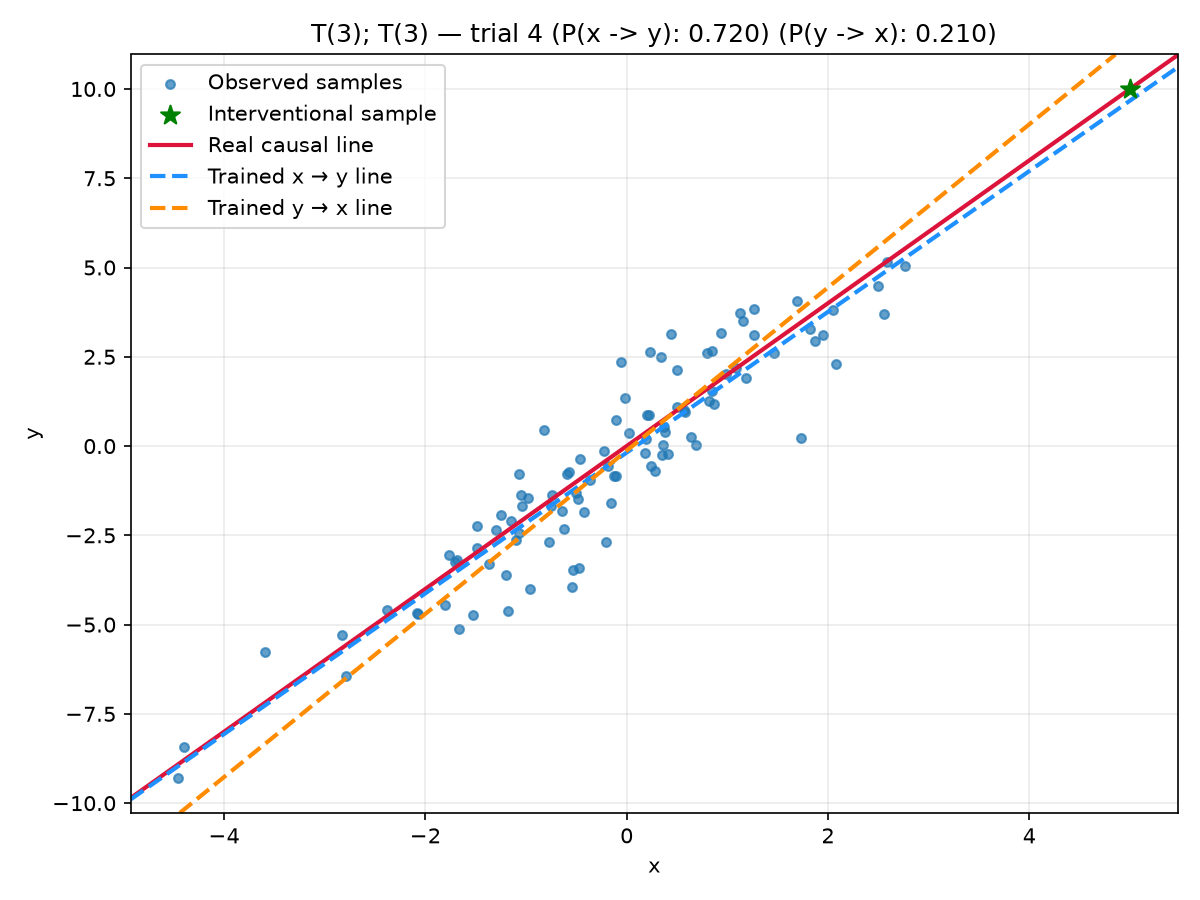 T(3); T(3) — trial 4 (P(x -> y): 0.720) (P(y -> x): 0.210)
Observed samples
Interventional sample
Real causal line
Trained x → y line
Trained y → x line
10.0
7.5
5.0
2.5
0.0
−2.5
−5.0
−7.5
−10.0
y
−4
−2
0
2
4
x